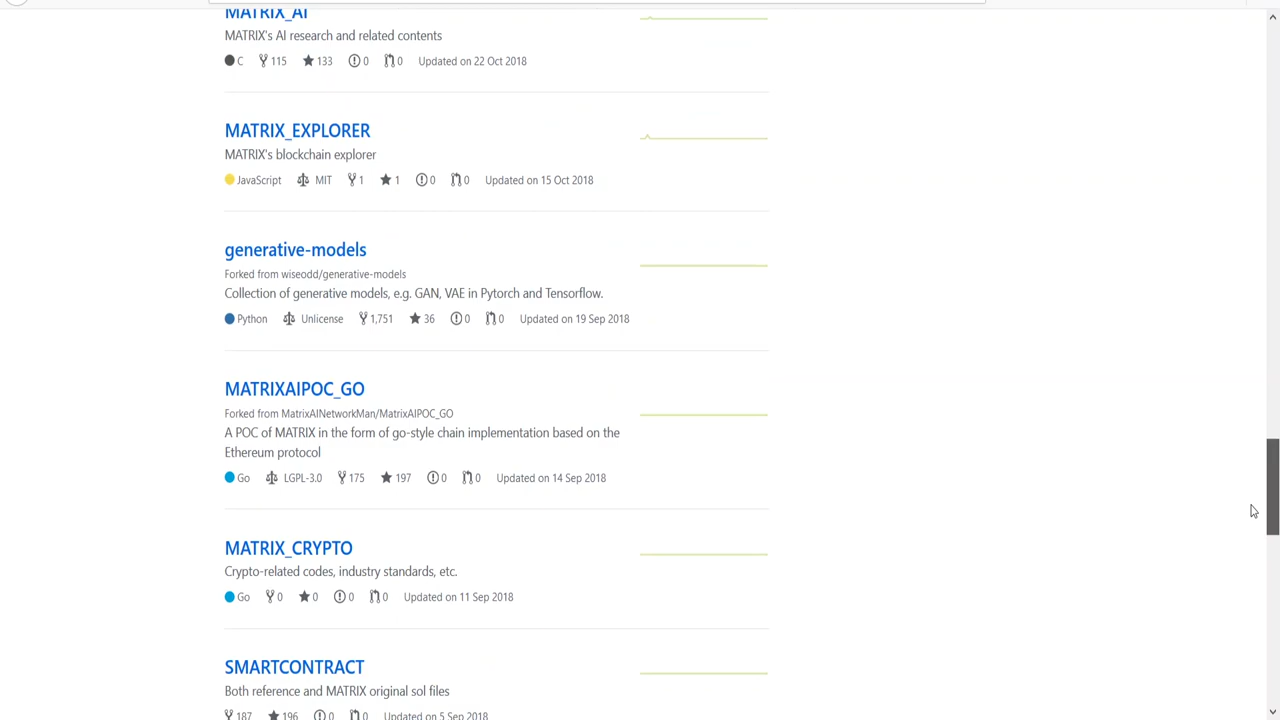 MATRIX_AI
MATRIX's AI research and related contents
C 115 133 0 0 Updated on 22 Oct 2018
MATRIX_EXPLORER
MATRIX's blockchain explorer
JavaScript MIT 1 1 0 0 Updated on 15 Oct 2018
generative-models
Forked from wiseodd/generative-models
Collection of generative models, e.g. GAN, VAE in Pytorch and Tensorflow.
Python Unlicense 1,751 36 0 0 Updated on 19 Sep 2018
MATRIXAIPOC_GO
Forked from MatrixAINetworkMan/MatrixAIPOC_GO
A POC of MATRIX in the form of go-style chain implementation based on the
Ethereum protocol
Go LGPL-3.0 175 197 0 0 Updated on 14 Sep 2018
MATRIX_CRYPTO
Crypto-related codes, industry standards, etc.
Go 0 0 0 0 Updated on 11 Sep 2018
SMARTCONTRACT
Both reference and MATRIX original sol files
187 196 0 0 Updated on 5 Sep 2018